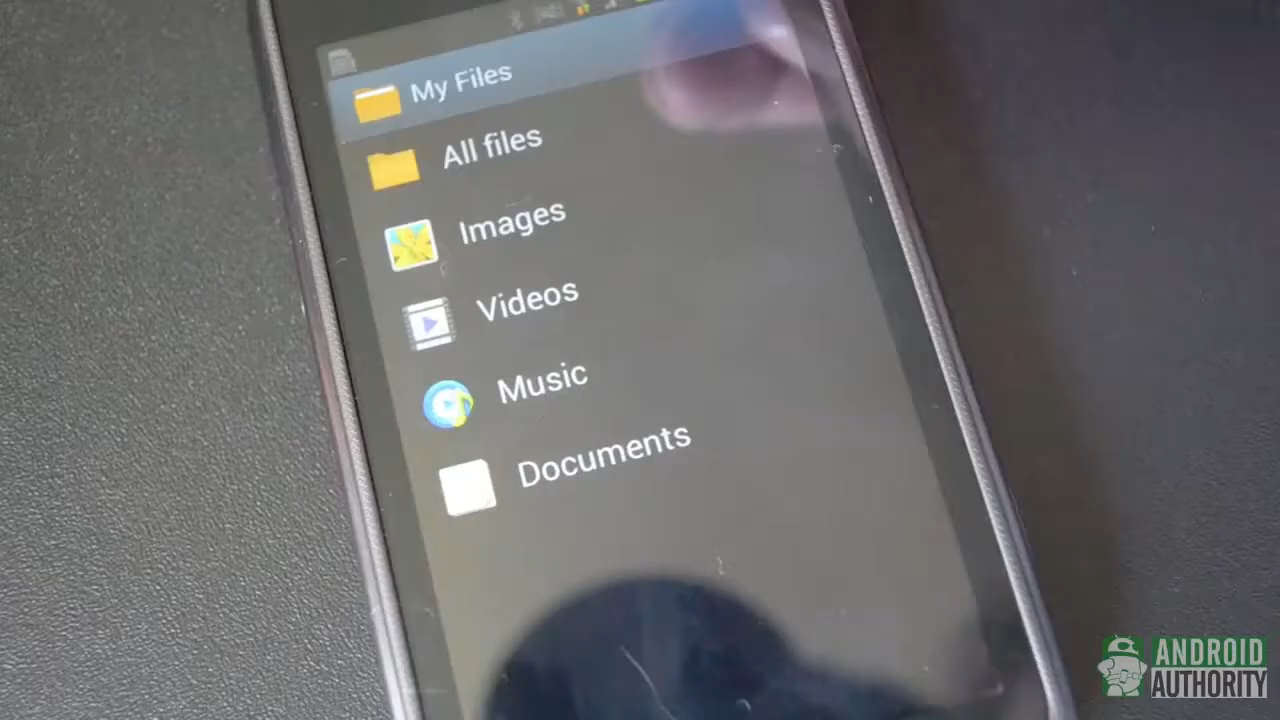 My Files
All files
Images
Videos
Music
Documents
ANDROID
AUTHORITY